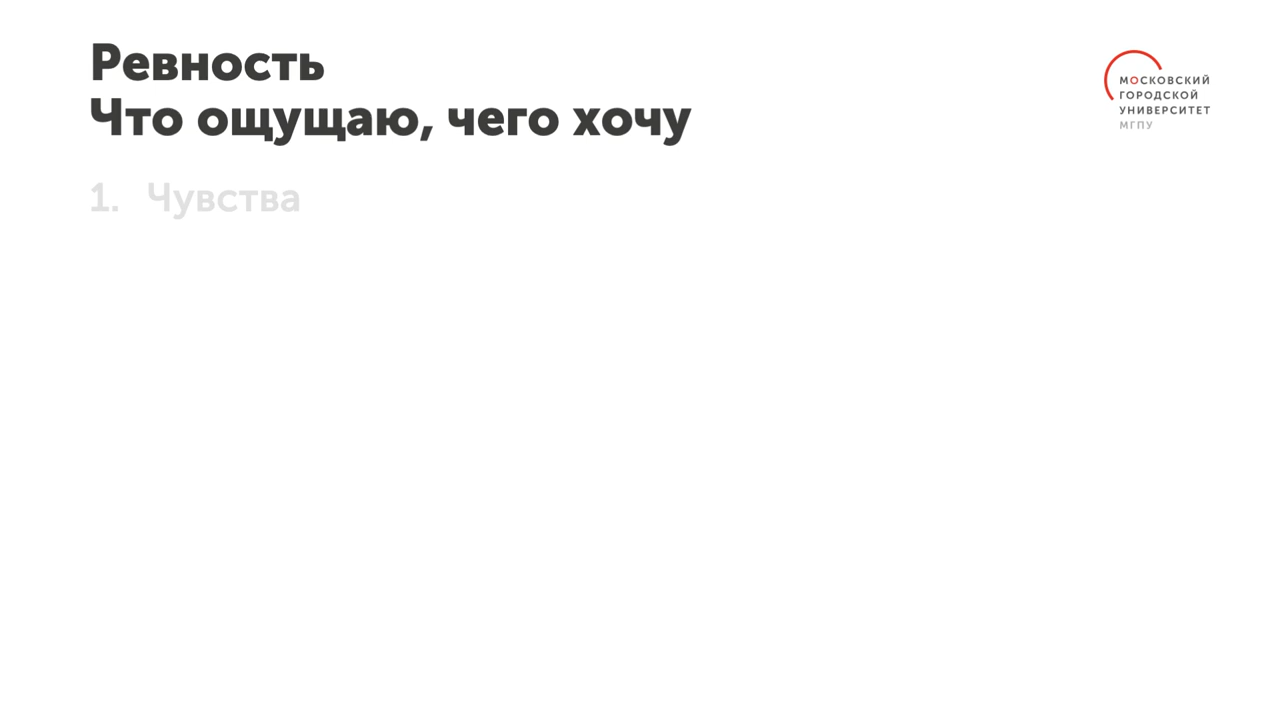 Ревность
Что ощущаю, чего хочу
1. Чувства
МОСКОВСКИЙ
ГОРОДСКОЙ
УНИВЕРСИТЕТ
МГПУ